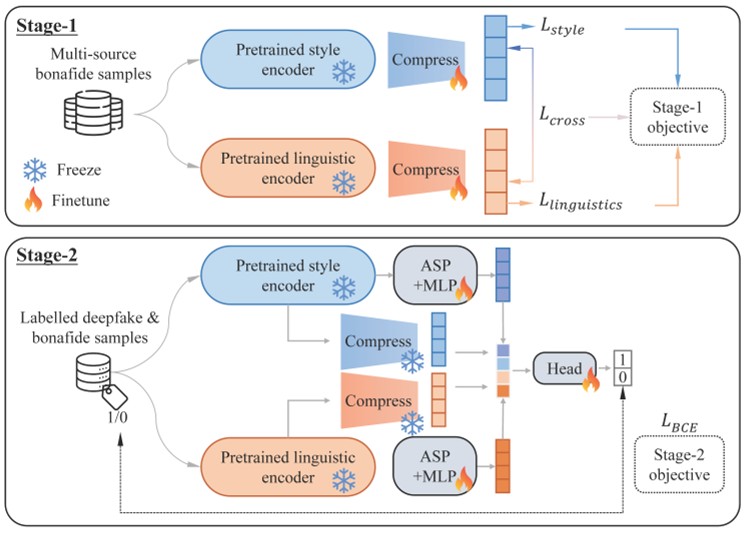 Stage-1
Multi-source
bonafide samples
Freeze
Finetune
Pretrained style
encoder
Compress
Pretrained linguistic
encoder
Compress
L_style
L_cross
L_linguistics
Stage-1
objective
Stage-2
Labelled deepfake &
bonafide samples
1/0
Pretrained style
encoder
ASP
+MLP
Compress
Compress
Pretrained linguistic
encoder
ASP
+MLP
Head
1
0
L_BCE
Stage-2
objective